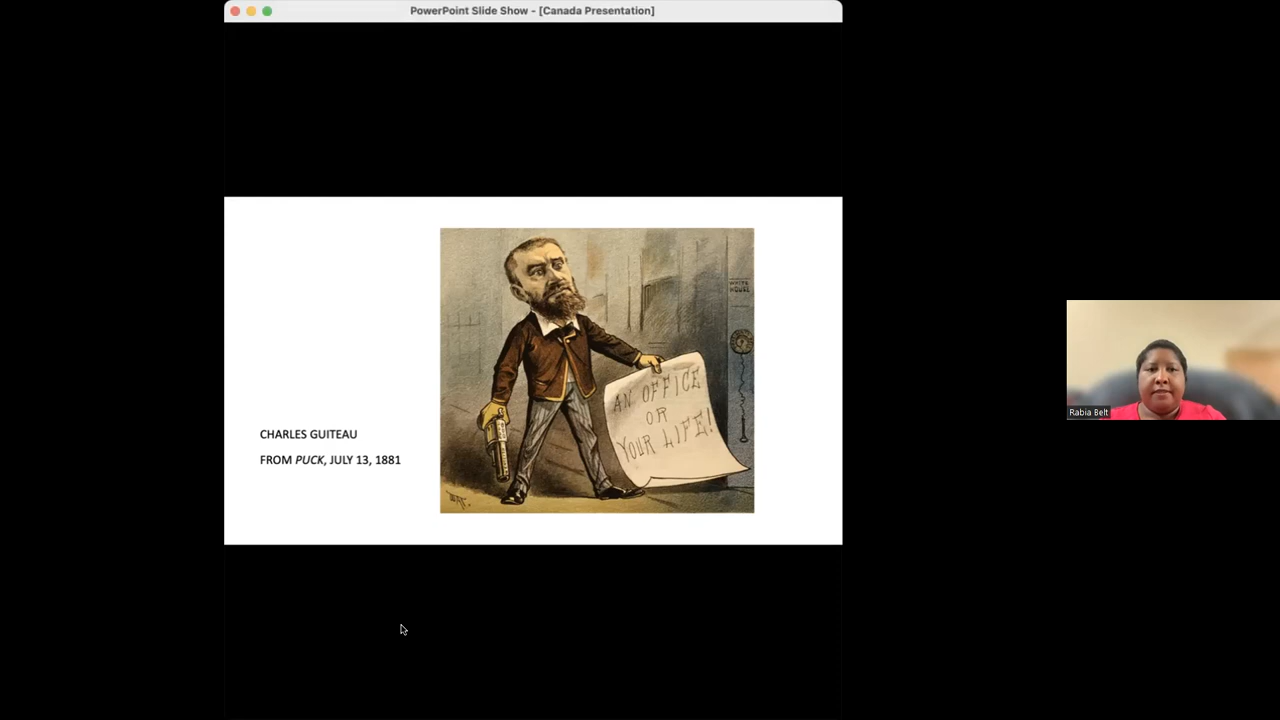 PowerPoint Slide Show - [Canada Presentation]
WHITE
HOUSE
AN OFFICE
OR
YOUR LIFE!
CHARLES GUITEAU
FROM PUCK, JULY 13, 1881
Rabia Belt